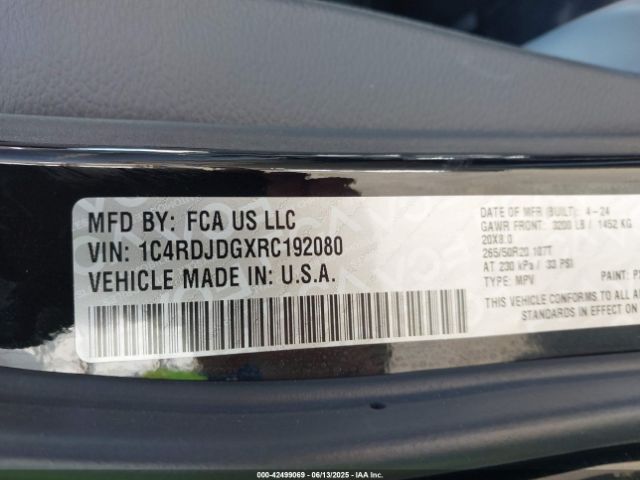 MFD BY: FCA US LLC
VIN: 1C4RDJDGXRC192080
VEHICLE MADE IN: U.S.A.
DATE OF MFR (BUILT): 4-24
GAWR FRONT: 3200 LB / 1452 KG
20X8.0
265/50R20 107T
AT 230 kPa / 33 PSI
TYPE: MPV
PAINT:
THIS VEHICLE CONFORMS TO ALL
STANDARDS IN EFFECT ON
000-42499069 - 06/13/2025 - IAAI.COM